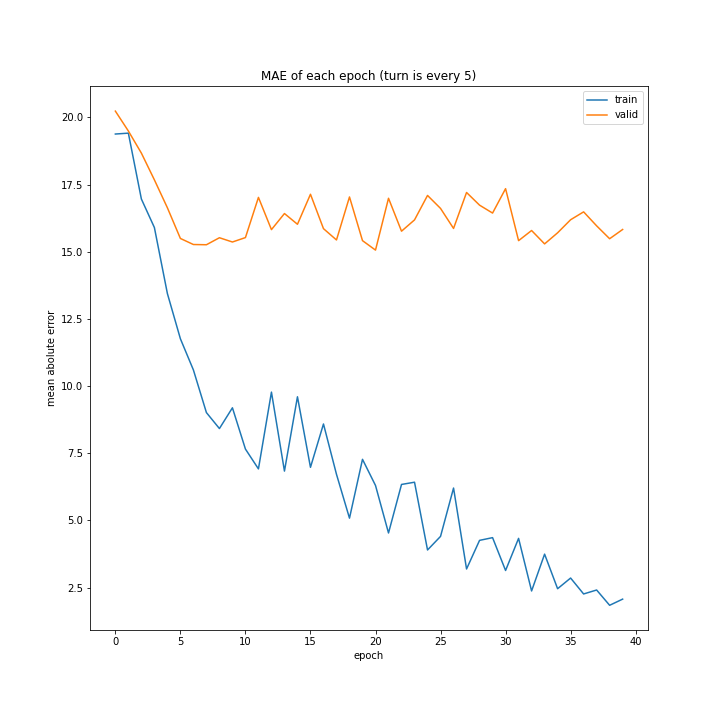 MAE of each epoch (turn is every 5)
train
valid
20.0
17.5
15.0
12.5
10.0
7.5
5.0
2.5
mean abolute error
0 5 10 15 20 25 30 35 40
epoch